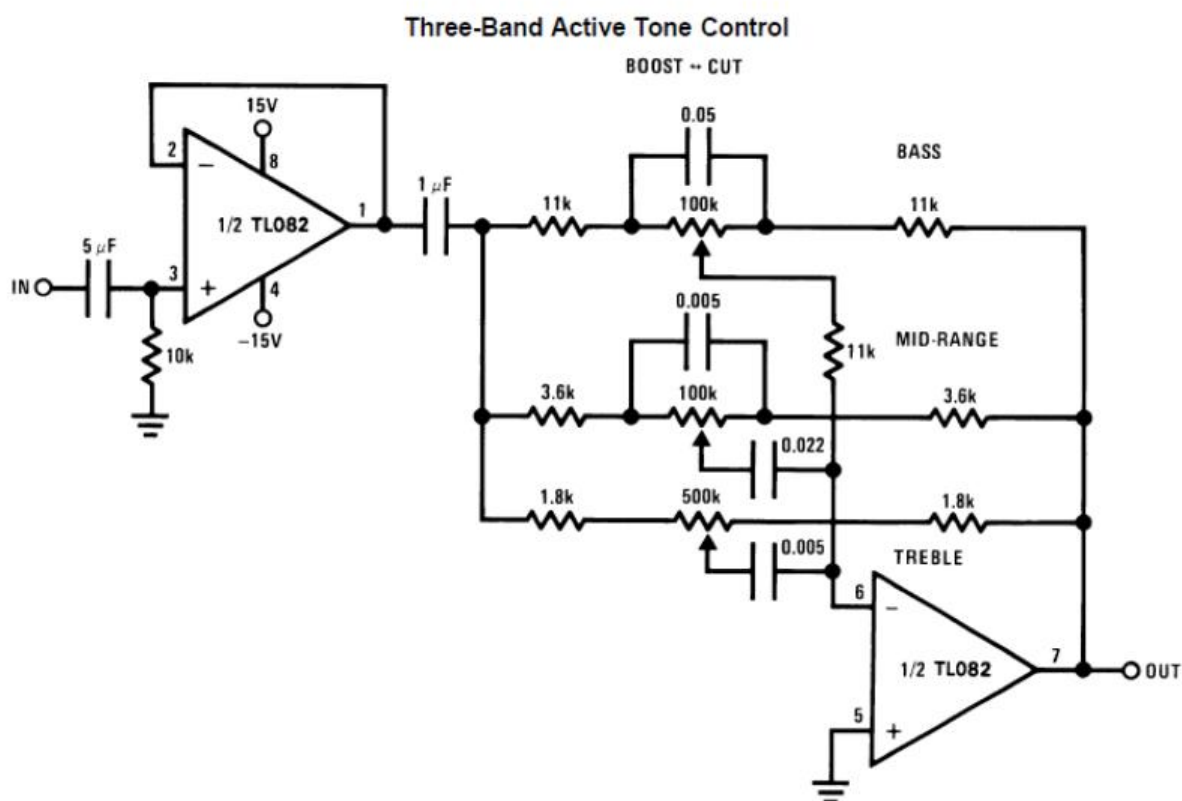 Three-Band Active Tone Control
BOOST ↔ CUT
0.05
BASS
15V
2
8
−
1 μF
11k
100k
11k
1/2 TL082
1
5 μF
IN
3
+
4
−15V
10k
0.005
11k
MID-RANGE
3.6k
100k
3.6k
0.022
1.8k
500k
1.8k
0.005
TREBLE
6
−
1/2 TL082
7
OUT
5
+